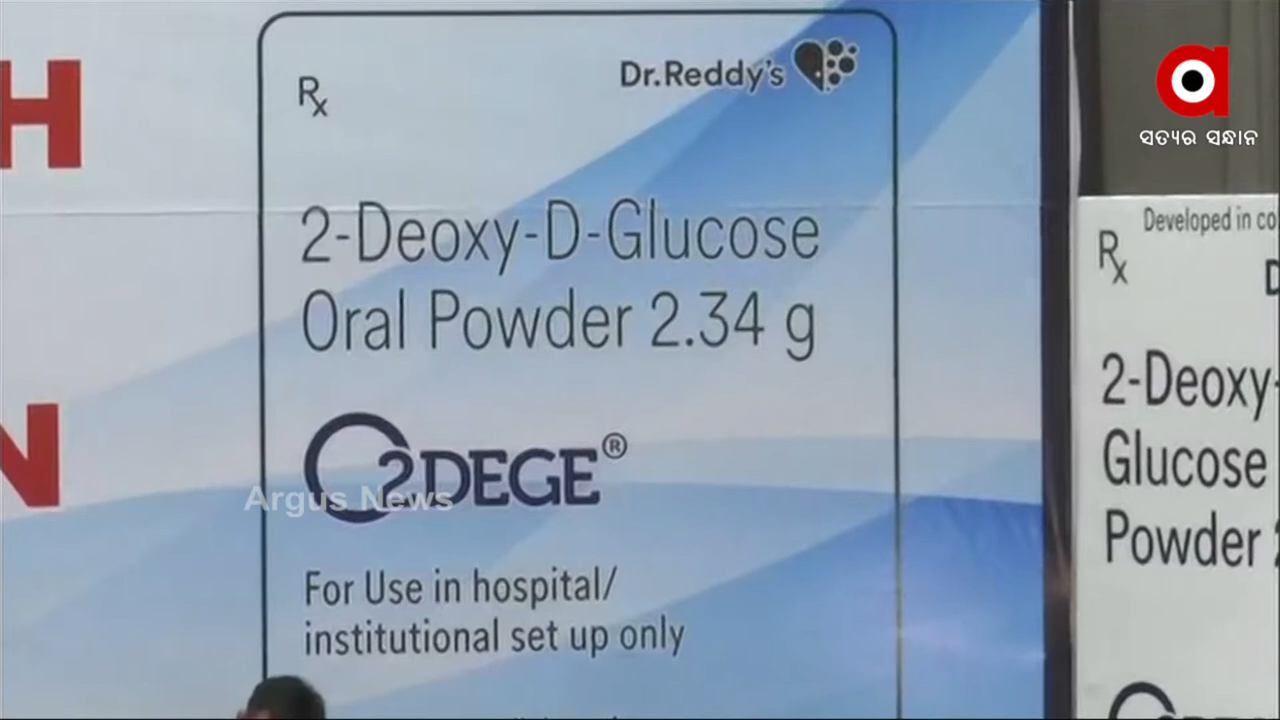 H
N
Rx
Dr.Reddy's
2-Deoxy-D-Glucose
Oral Powder 2.34 g
O2DEGE®
Argus News
For Use in hospital/
institutional set up only
a
ସତ୍ୟର ସନ୍ଧାନ
Developed in co
Rx
D
2-Deoxy-
Glucose
Powder